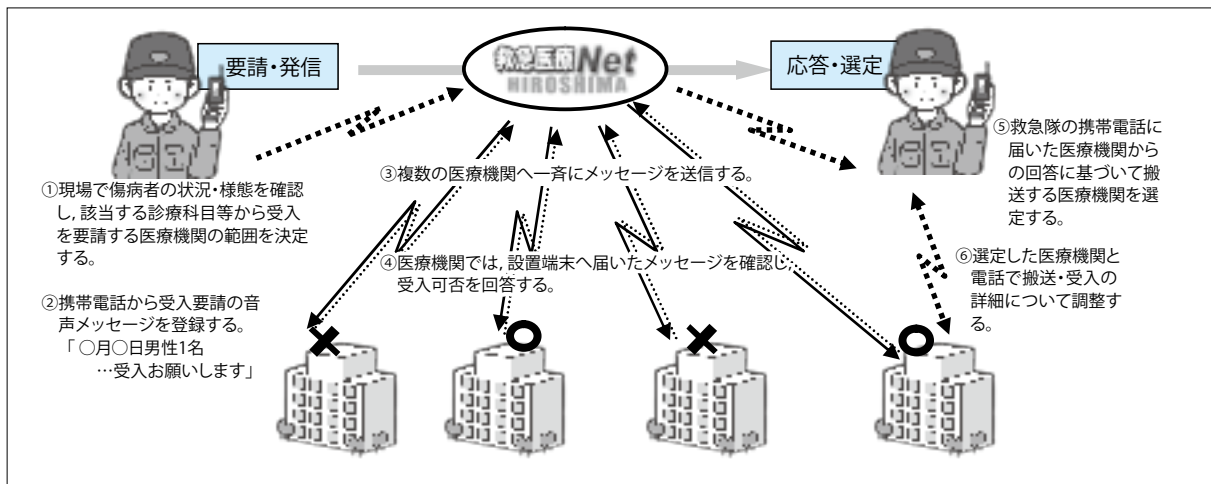 要請・発信
救急医療Net
HIROSHIMA
応答・選定
①現場で傷病者の状況・様態を確認
し, 該当する診療科目等から受入
を要請する医療機関の範囲を決定
する。
②携帯電話から受入要請の音
声メッセージを登録する。
「 ○月○日男性1名
…受入お願いします」
③複数の医療機関へ一斉にメッセージを送信する。
④医療機関では, 設置端末へ届いたメッセージを確認し,
受入可否を回答する。
⑤救急隊の携帯電話に
届いた医療機関から
の回答に基づいて搬
送する医療機関を選
定する。
⑥選定した医療機関と
電話で搬送・受入の
詳細について調整す
る。